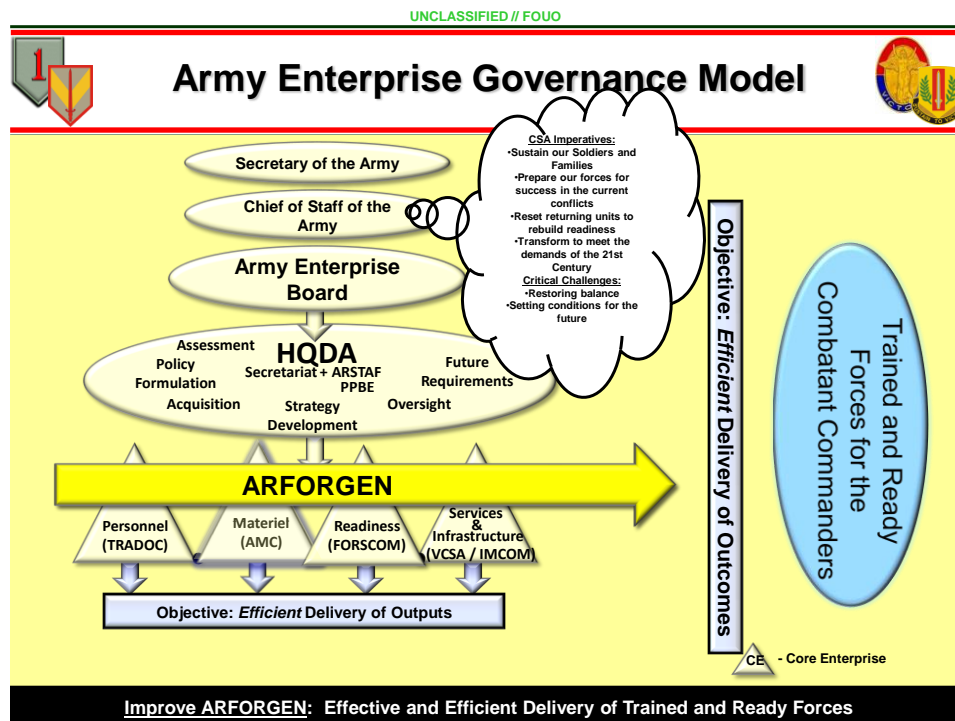 UNCLASSIFIED // FOUO
1
Army Enterprise Governance Model
VICTORY
Secretary of the Army
Chief of Staff of the
Army
Army Enterprise
Board
CSA Imperatives:
•Sustain our Soldiers and
Families
•Prepare our forces for
success in the current
conflicts
•Reset returning units to
rebuild readiness
•Transform to meet the
demands of the 21st
Century
Critical Challenges:
•Restoring balance
•Setting conditions for the
future
HQDA
Secretariat + ARSTAF
PPBE
Assessment
Policy
Formulation
Acquisition
Strategy
Development
Oversight
Future
Requirements
ARFORGEN
Personnel
(TRADOC)
Materiel
(AMC)
Readiness
(FORSCOM)
Services
&
Infrastructure
(VCSA / IMCOM)
Objective: Efficient Delivery of Outputs
Objective: Efficient Delivery of Outcomes
Trained and Ready
Forces for the
Combatant Commanders
CE - Core Enterprise
Improve ARFORGEN: Effective and Efficient Delivery of Trained and Ready Forces